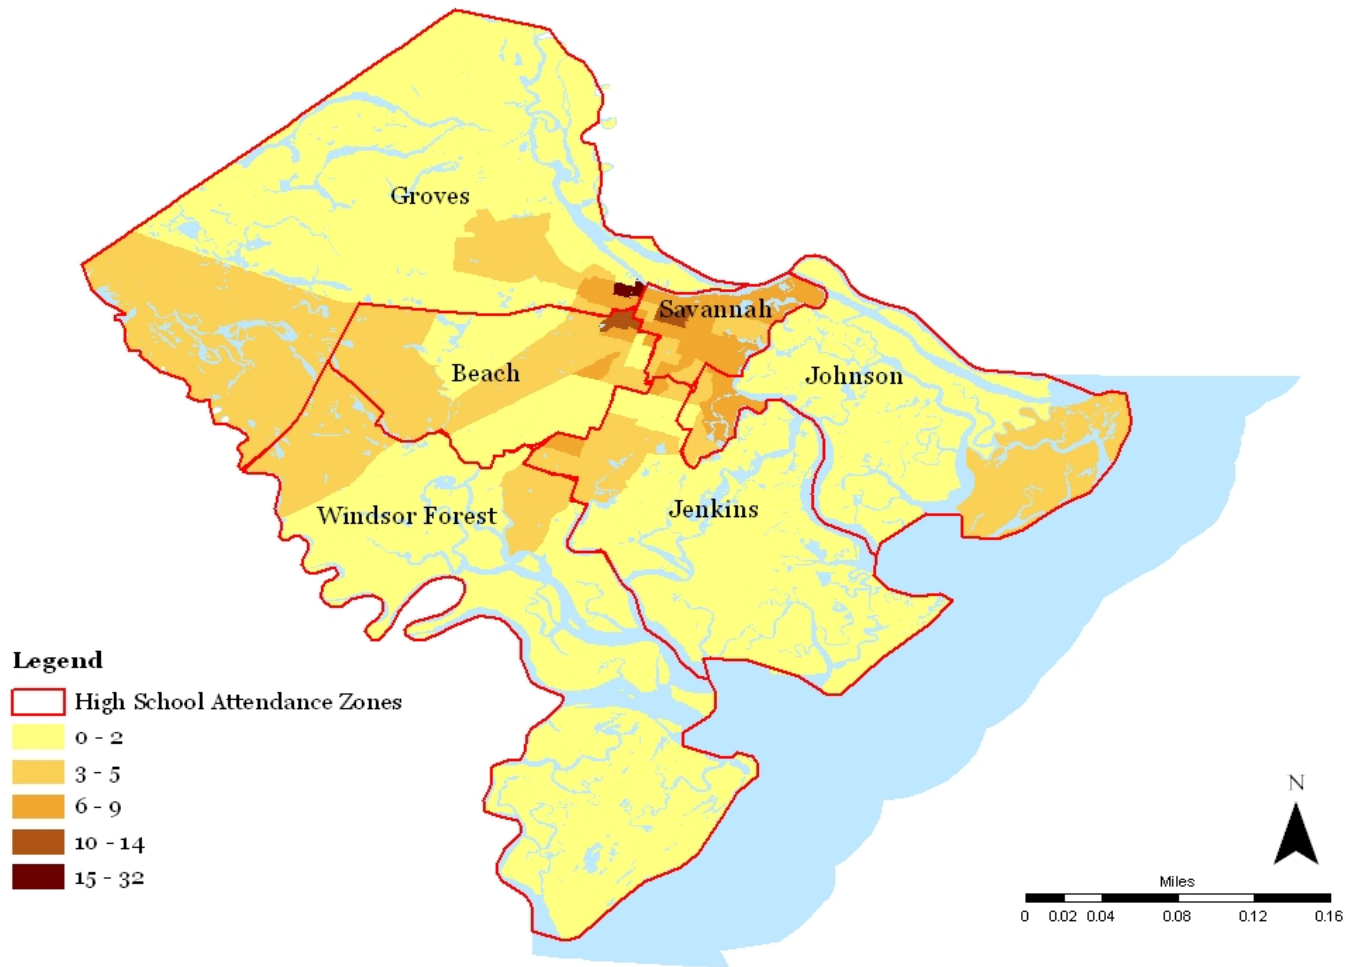 Groves
Savannah
Beach
Johnson
Windsor Forest
Jenkins
Legend
High School Attendance Zones
0 - 2
3 - 5
6 - 9
10 - 14
15 - 32
N
Miles
0 0.02 0.04 0.08 0.12 0.16